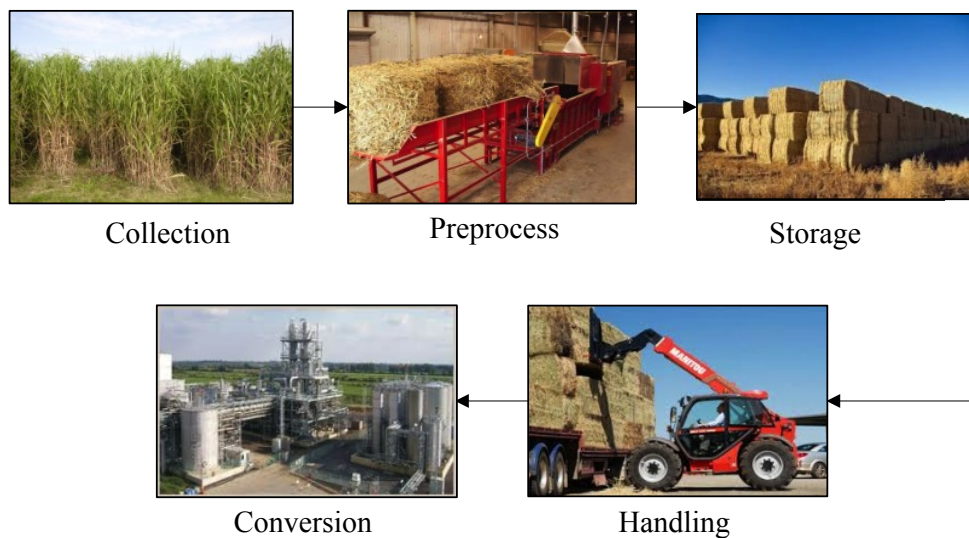 Collection
Preprocess
Storage
MANITOU
Conversion
Handling